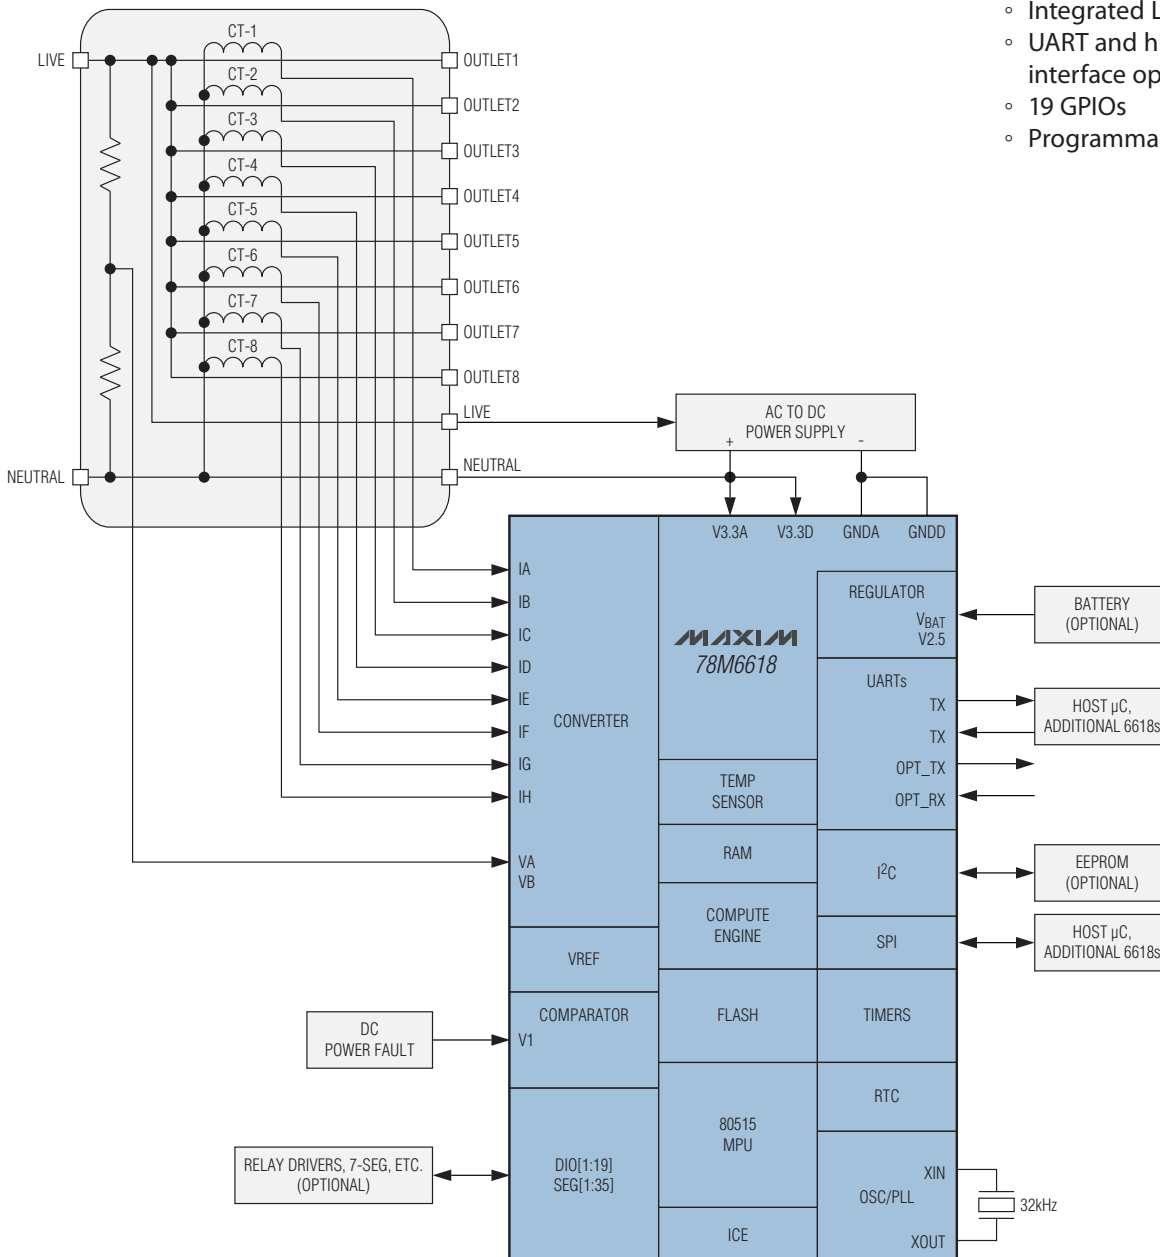 ◦ Integrated L
◦ UART and h
interface op
◦ 19 GPIOs
◦ Programma
CT-1
LIVE
OUTLET1
CT-2
OUTLET2
CT-3
OUTLET3
CT-4
OUTLET4
CT-5
OUTLET5
CT-6
OUTLET6
CT-7
OUTLET7
CT-8
OUTLET8
LIVE
NEUTRAL
NEUTRAL
AC TO DC
POWER SUPPLY
+
-
V3.3A
V3.3D
GNDA
GNDD
IA
IB
IC
ID
IE
IF
IG
IH
VA
VB
CONVERTER
MAXIM
78M6618
REGULATOR
VBAT
V2.5
BATTERY
(OPTIONAL)
UARTs
TX
TX
OPT_TX
OPT_RX
HOST µC,
ADDITIONAL 6618s
TEMP
SENSOR
RAM
I²C
EEPROM
(OPTIONAL)
COMPUTE
ENGINE
SPI
HOST µC,
ADDITIONAL 6618s
VREF
COMPARATOR
V1
DC
POWER FAULT
FLASH
TIMERS
RTC
80515
MPU
RELAY DRIVERS, 7-SEG, ETC.
(OPTIONAL)
DIO[1:19]
SEG[1:35]
XIN
OSC/PLL
XOUT
32kHz
ICE